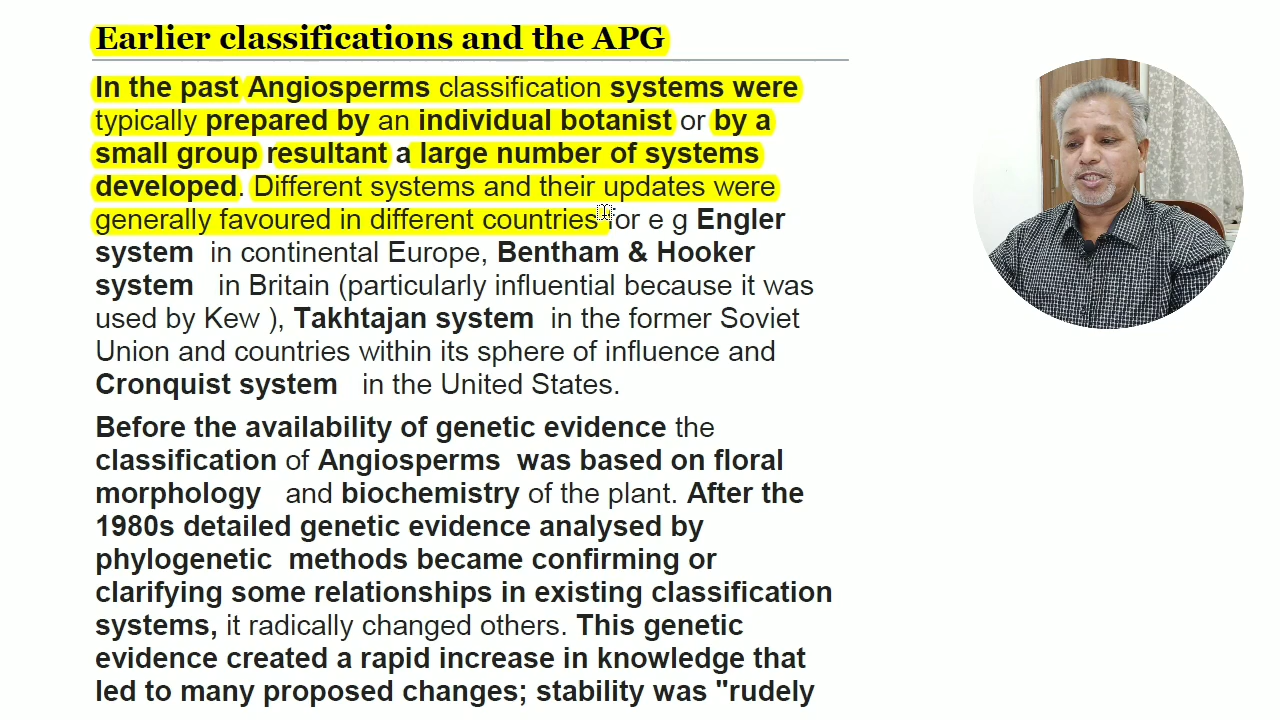 Earlier classifications and the APG
In the past Angiosperms classification systems were
typically prepared by an individual botanist or by a
small group resultant a large number of systems
developed. Different systems and their updates were
generally favoured in different countries for e g Engler
system in continental Europe, Bentham & Hooker
system in Britain (particularly influential because it was
used by Kew ), Takhtajan system in the former Soviet
Union and countries within its sphere of influence and
Cronquist system in the United States.
Before the availability of genetic evidence the
classification of Angiosperms was based on floral
morphology and biochemistry of the plant. After the
1980s detailed genetic evidence analysed by
phylogenetic methods became confirming or
clarifying some relationships in existing classification
systems, it radically changed others. This genetic
evidence created a rapid increase in knowledge that
led to many proposed changes; stability was "rudely